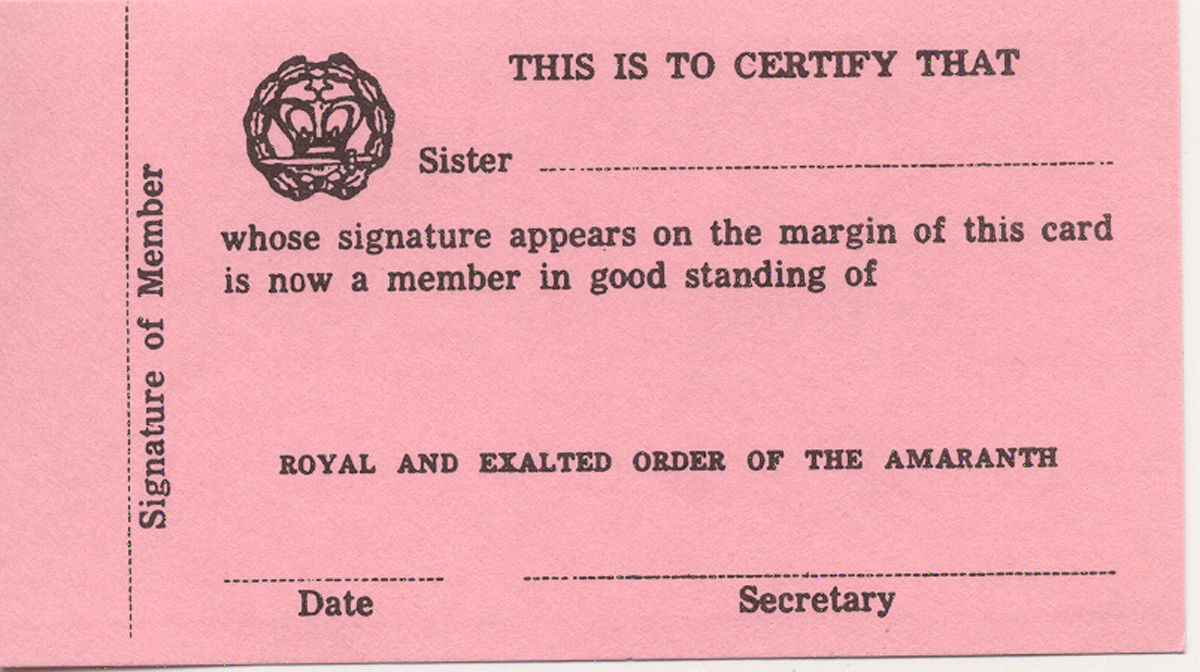 THIS IS TO CERTIFY THAT
Sister
whose signature appears on the margin of this card
is now a member in good standing of
ROYAL AND EXALTED ORDER OF THE AMARANTH
Date
Secretary
Signature of Member